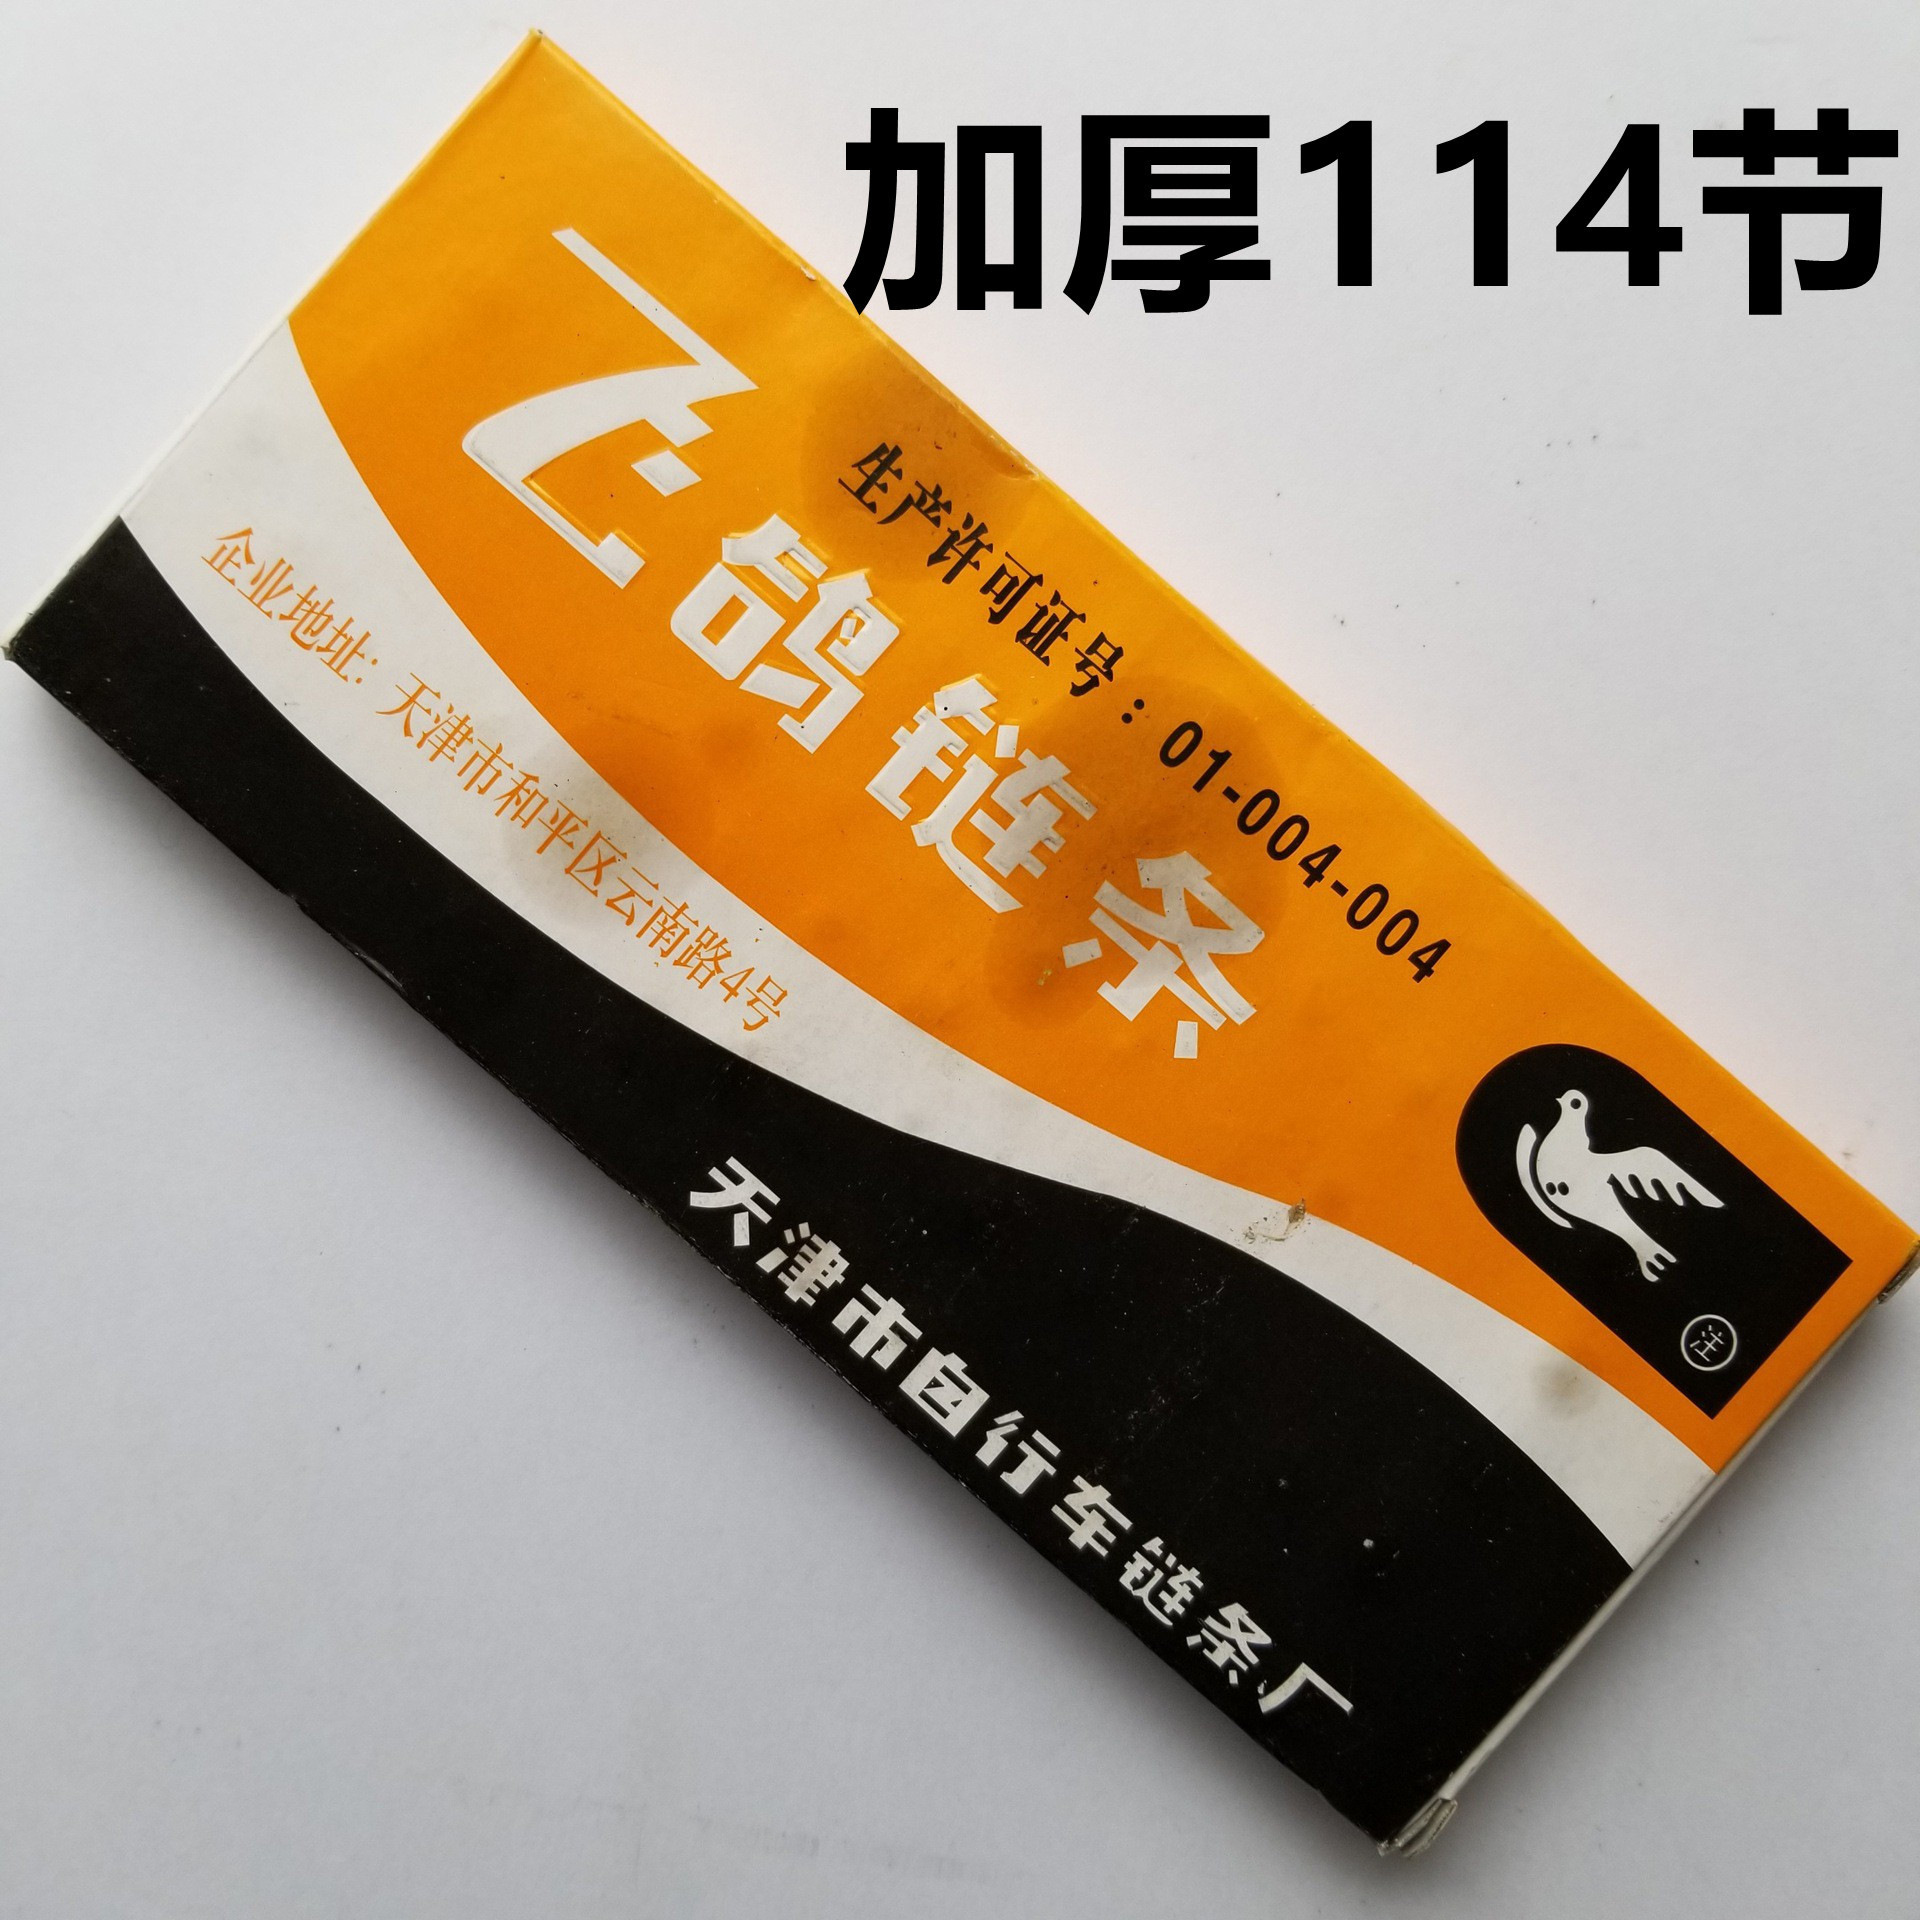 加厚114节
生产许可证号：01-004-004
飞鸽链条
企业地址：天津市和平区云南路4号
天津市自行车链条厂
注